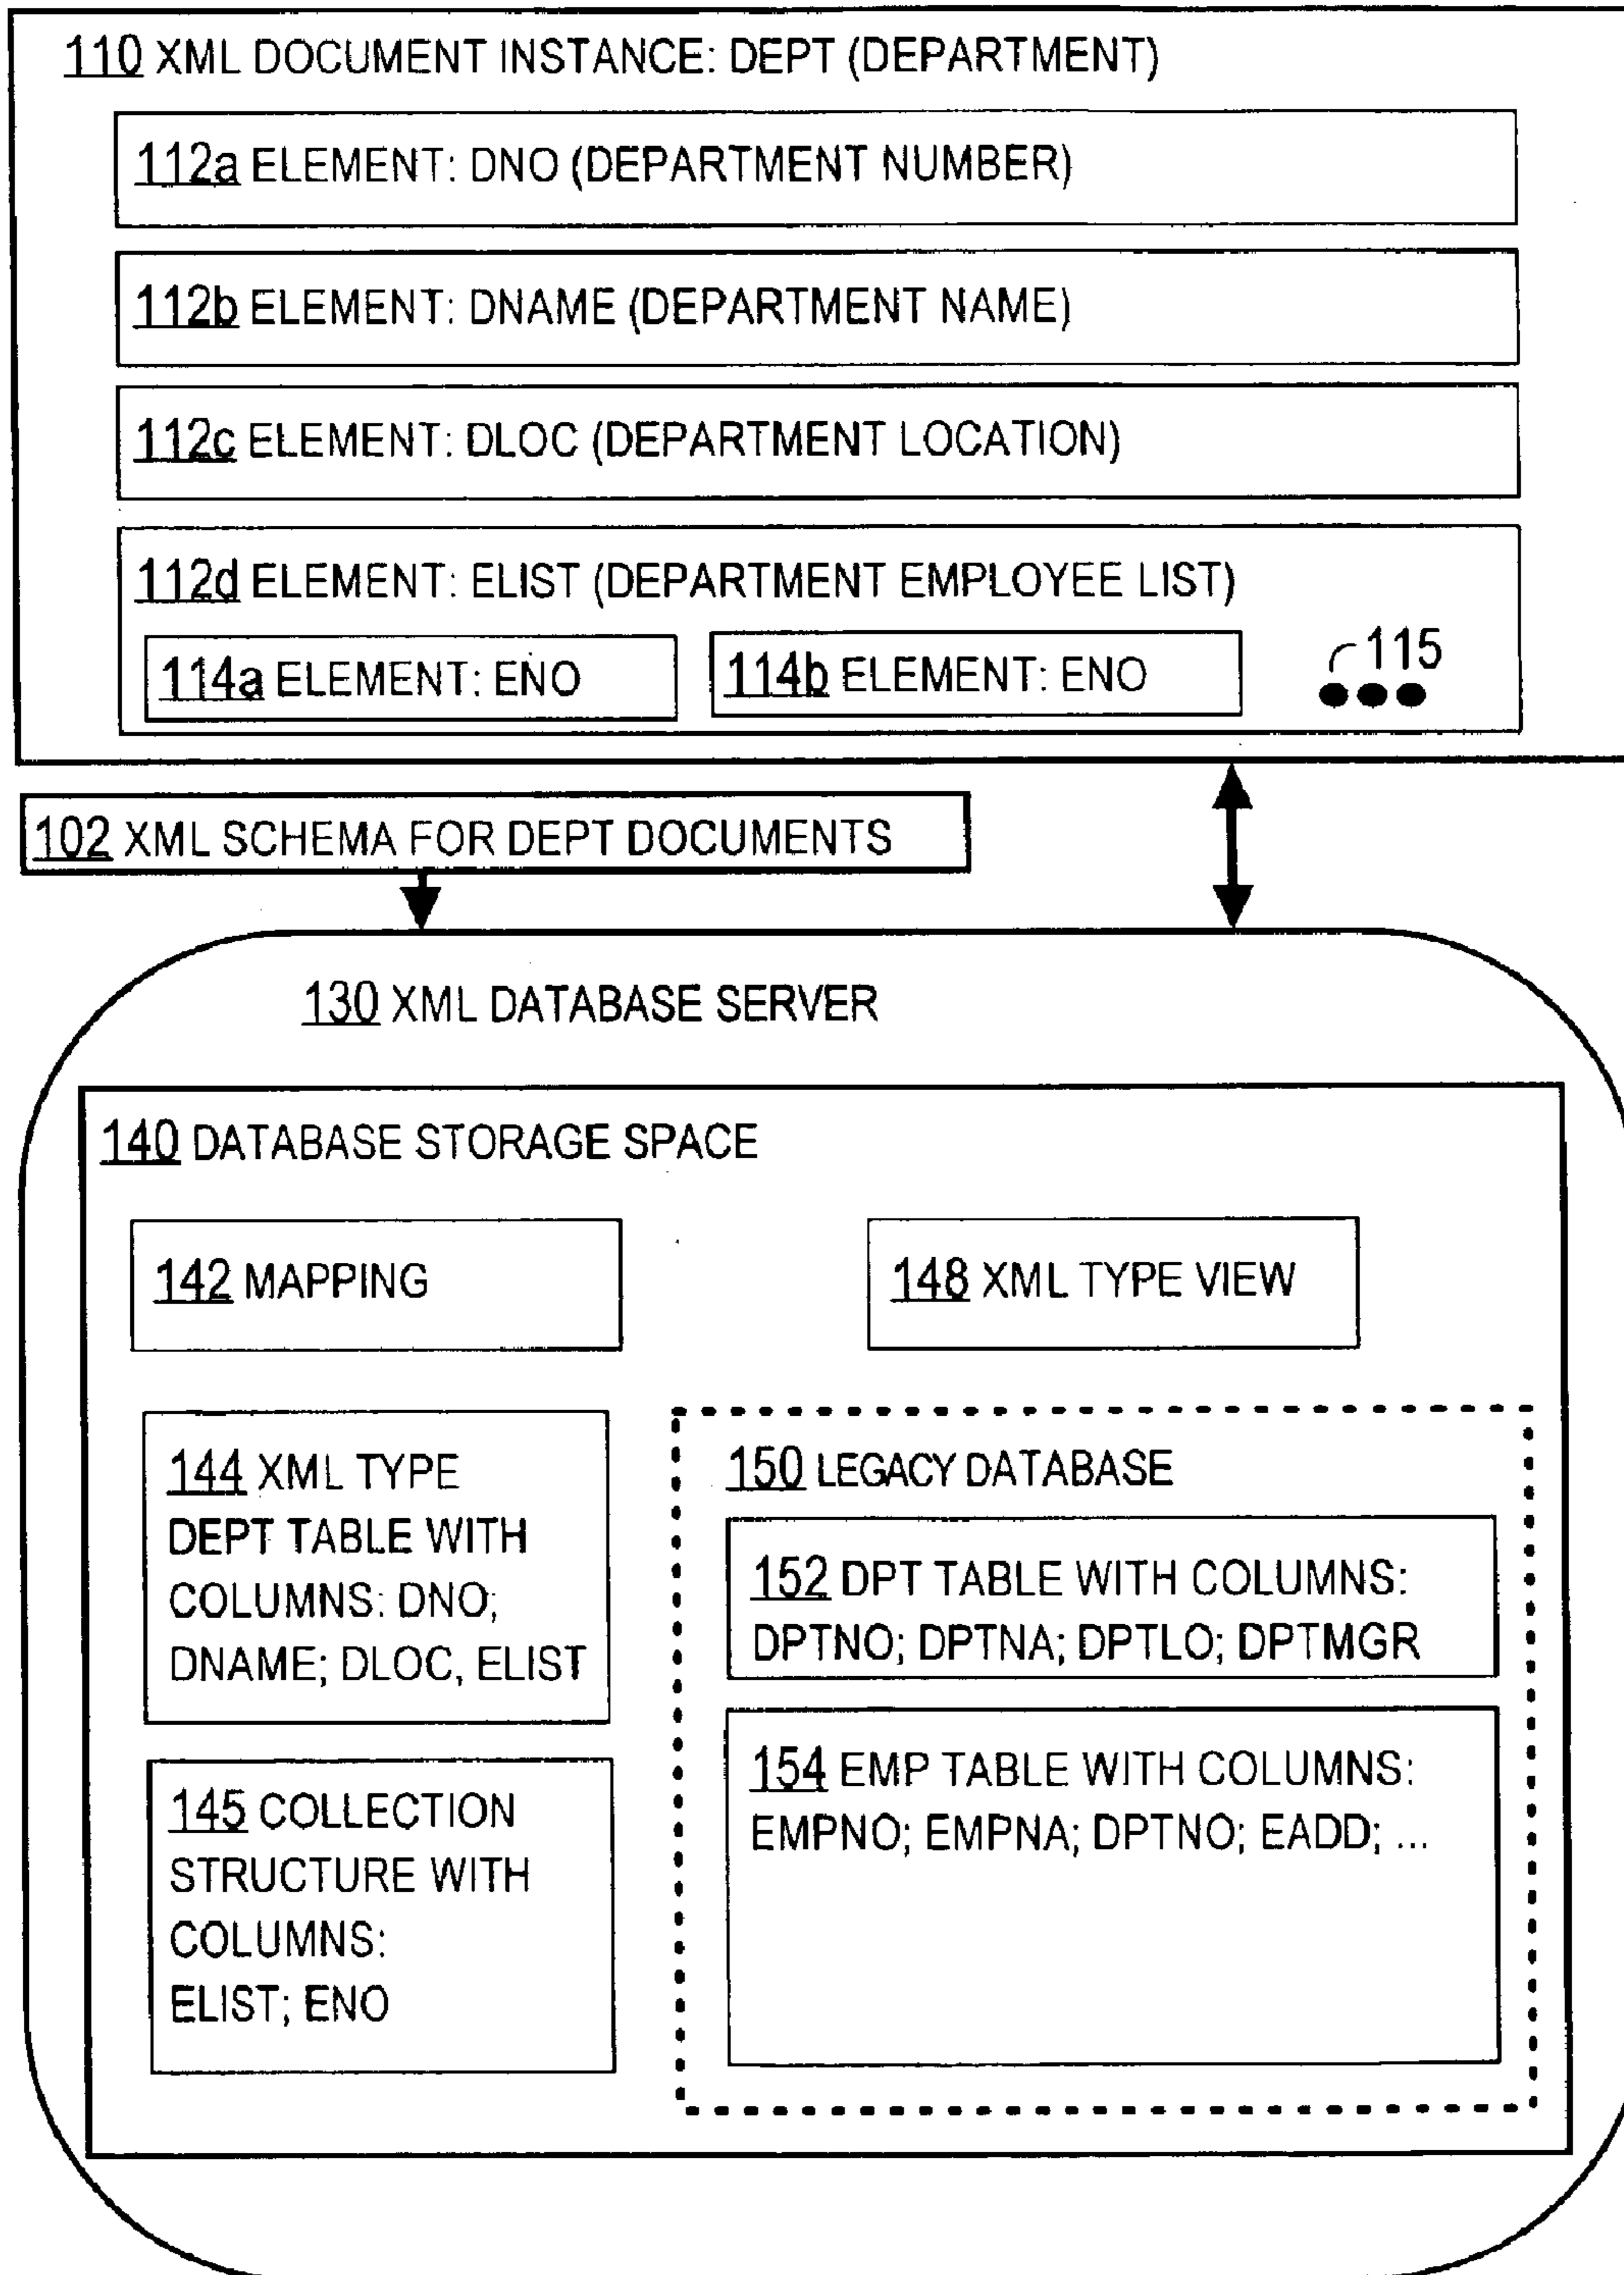 110 XML DOCUMENT INSTANCE: DEPT (DEPARTMENT)
112a ELEMENT: DNO (DEPARTMENT NUMBER)
112b ELEMENT: DNAME (DEPARTMENT NAME)
112c ELEMENT: DLOC (DEPARTMENT LOCATION)
112d ELEMENT: ELIST (DEPARTMENT EMPLOYEE LIST)
114a ELEMENT: ENO
114b ELEMENT: ENO
115
102 XML SCHEMA FOR DEPT DOCUMENTS
130 XML DATABASE SERVER
140 DATABASE STORAGE SPACE
142 MAPPING
148 XML TYPE VIEW
144 XML TYPE
DEPT TABLE WITH
COLUMNS: DNO;
DNAME; DLOC, ELIST
145 COLLECTION
STRUCTURE WITH
COLUMNS:
ELIST; ENO
150 LEGACY DATABASE
152 DPT TABLE WITH COLUMNS:
DPTNO; DPTNA; DPTLO; DPTMGR
154 EMP TABLE WITH COLUMNS:
EMPNO; EMPNA; DPTNO; EADD; ...